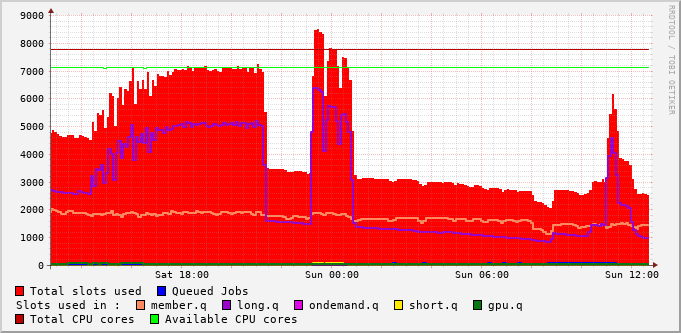 9000
8000
7000
6000
5000
4000
3000
2000
1000
0
Sat 18:00 Sun 00:00 Sun 06:00 Sun 12:00
RRDTOOL / TOBI OETIKER
Total slots used Queued Jobs
Slots used in : member.q long.q ondemand.q short.q gpu.q
Total CPU cores Available CPU cores